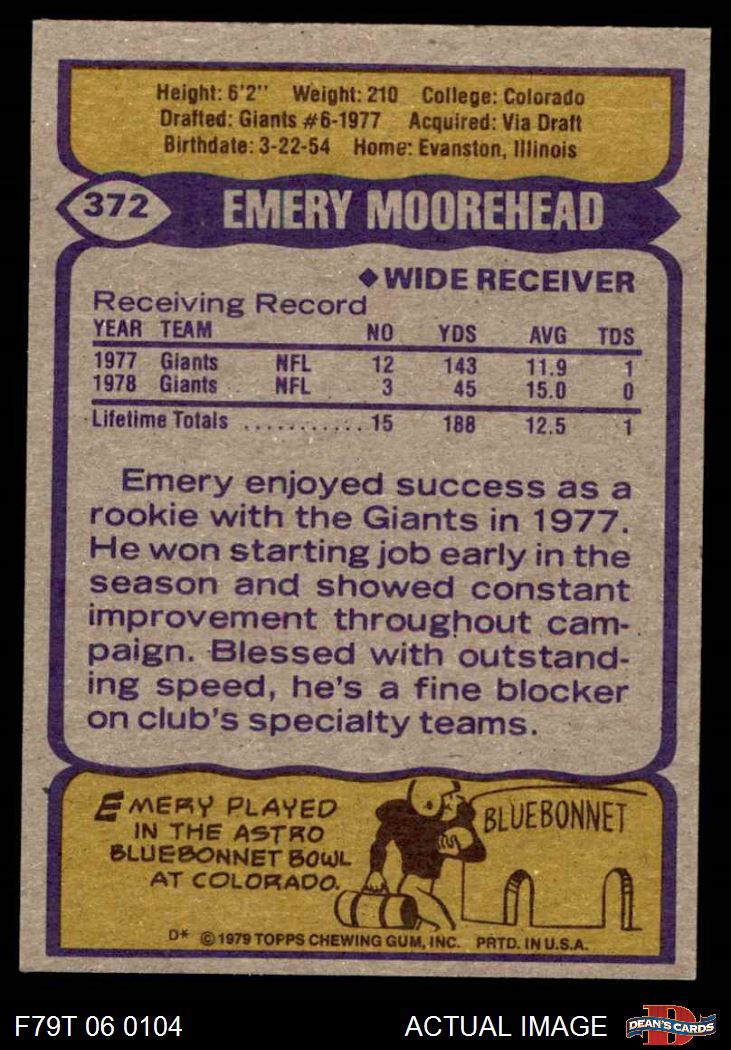 Height: 6'2" Weight: 210 College: Colorado
Drafted: Giants #6-1977 Acquired: Via Draft
Birthdate: 3-22-54 Home: Evanston, Illinois
372 EMERY MOOREHEAD
◆WIDE RECEIVER
Receiving Record
YEAR TEAM NO YDS AVG TDS
1977 Giants NFL 12 143 11.9 1
1978 Giants NFL 3 45 15.0 0
Lifetime Totals ........... 15 188 12.5 1
Emery enjoyed success as a
rookie with the Giants in 1977.
He won starting job early in the
season and showed constant
improvement throughout cam-
paign. Blessed with outstand-
ing speed, he's a fine blocker
on club's specialty teams.
EMERY PLAYED
IN THE ASTRO
BLUEBONNET BOWL
AT COLORADO.
BLUEBONNET
D* © 1979 TOPPS CHEWING GUM, INC. PRTD. IN U.S.A.
F79T 06 0104 ACTUAL IMAGE DEAN'S CARDS